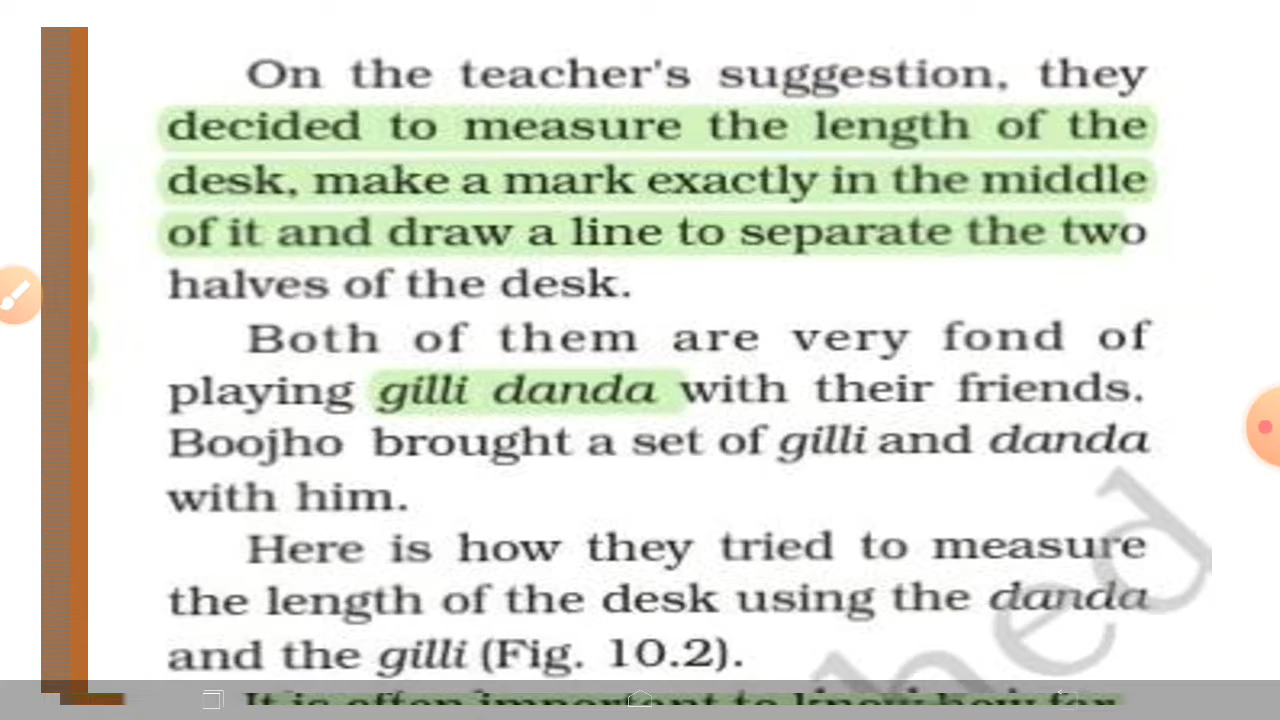 On the teacher's suggestion, they
decided to measure the length of the
desk, make a mark exactly in the middle
of it and draw a line to separate the two
halves of the desk.
Both of them are very fond of
playing gilli danda with their friends.
Boojho brought a set of gilli and danda
with him.
Here is how they tried to measure
the length of the desk using the danda
and the gilli (Fig. 10.2).
It is often important to know how far